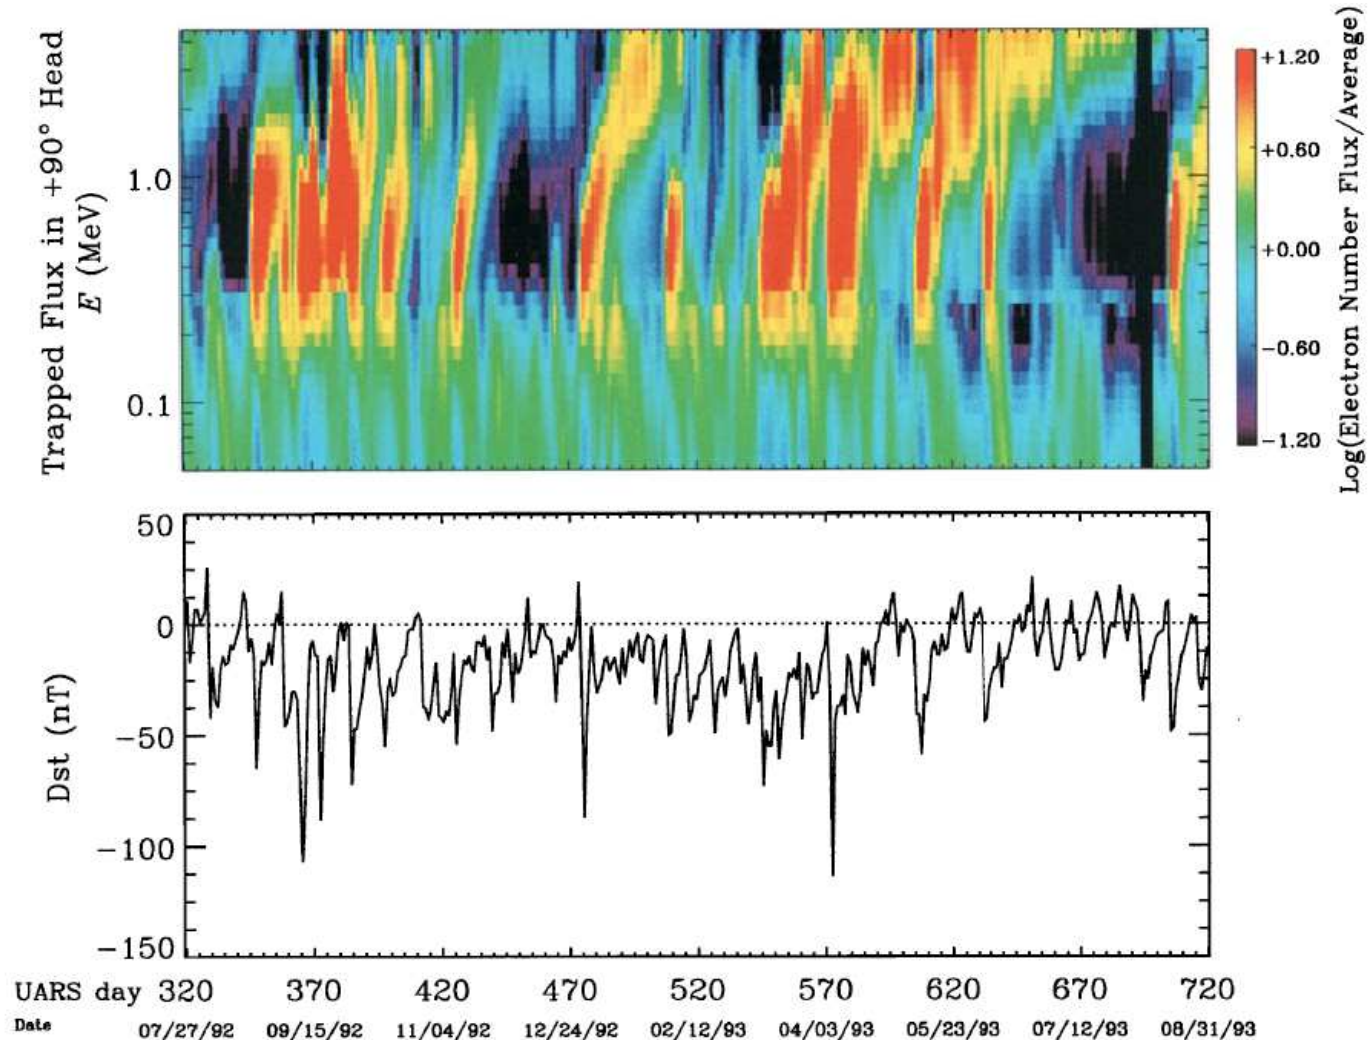 Trapped Flux in +90° Head
E (MeV)
1.0
0.1
+1.20
+0.60
+0.00
−0.60
−1.20
Log(Electron Number Flux/Average)
Dst (nT)
50
0
−50
−100
−150
UARS day 320 370 420 470 520 570 620 670 720
Date 07/27/92 09/15/92 11/04/92 12/24/92 02/12/93 04/03/93 05/23/93 07/12/93 08/31/93